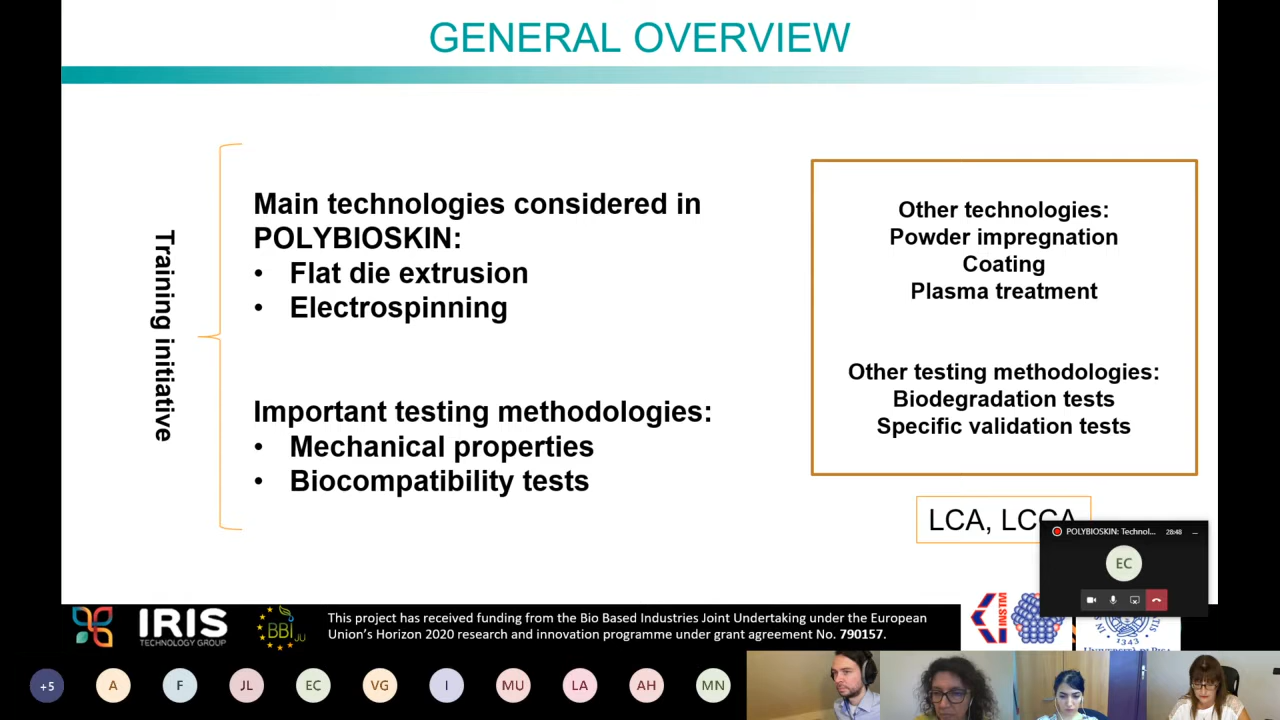 GENERAL OVERVIEW
Training initiative
Main technologies considered in
POLYBIOSKIN:
• Flat die extrusion
• Electrospinning
Important testing methodologies:
• Mechanical properties
• Biocompatibility tests
Other technologies:
Powder impregnation
Coating
Plasma treatment
Other testing methodologies:
Biodegradation tests
Specific validation tests
LCA, LCCA
POLYBIOSKIN: Technol... 28:48
EC
IRIS
TECHNOLOGY GROUP
BBI JU
This project has received funding from the Bio Based Industries Joint Undertaking under the European
Union's Horizon 2020 research and innovation programme under grant agreement No. 790157.
INSTM
1343
+5 A F JL EC VG I MU LA AH MN